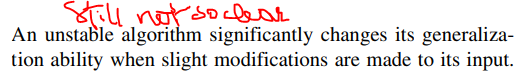 Still not so clear
An unstable algorithm significantly changes its generaliza-
tion ability when slight modifications are made to its input.